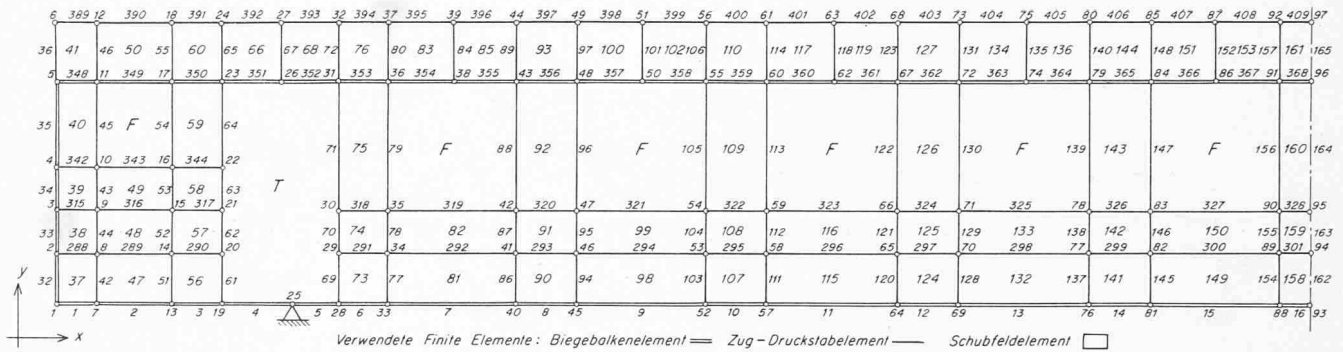 6 389 12 390 18 391 24 392 27 393 32 394 37 395 39 396 44 397 49 398 51 399 56 400 61 401 63 402 68 403 73 404 75 405 80 406 85 407 87 408 92 409 97
36 41 46 50 55 60 65 66 67 68 72 76 80 83 84 85 89 93 97 100 101 102 106 110 114 117 118 119 123 127 131 134 135 136 140 144 148 151 152 153 157 161 165
5 348 11 349 17 350 23 351 26 352 31 353 36 354 38 355 43 356 48 357 50 358 55 359 60 360 62 361 67 362 72 363 74 364 79 365 84 366 86 367 91 368 96
35 40 45 F 54 59 64 71 75 79 F 88 92 96 F 105 109 113 F 122 126 130 F 139 143 147 F 156 160 164
4 342 10 343 16 344 22
34 39 43 49 53 58 63 T
3 315 9 316 15 317 21 30 318 35 319 42 320 47 321 54 322 59 323 66 324 71 325 78 326 83 327 90 328 95
33 38 44 48 52 57 62 70 74 78 82 87 91 95 99 104 108 112 116 121 125 129 133 138 142 146 150 155 159 163
2 288 8 289 14 290 20 29 291 34 292 41 293 46 294 53 295 58 296 65 297 70 298 77 299 82 300 89 301 94
32 37 42 47 51 56 61 69 73 77 81 86 90 94 98 103 107 111 115 120 124 128 132 137 141 145 149 154 158 162
25
1 1 7 2 13 3 19 4 5 28 6 33 7 40 8 45 9 52 10 57 11 64 12 69 13 76 14 81 15 88 16 93
y
x
Verwendete Finite Elemente: Biegebalkenelement Zug-Druckstabelement Schubfeldelement